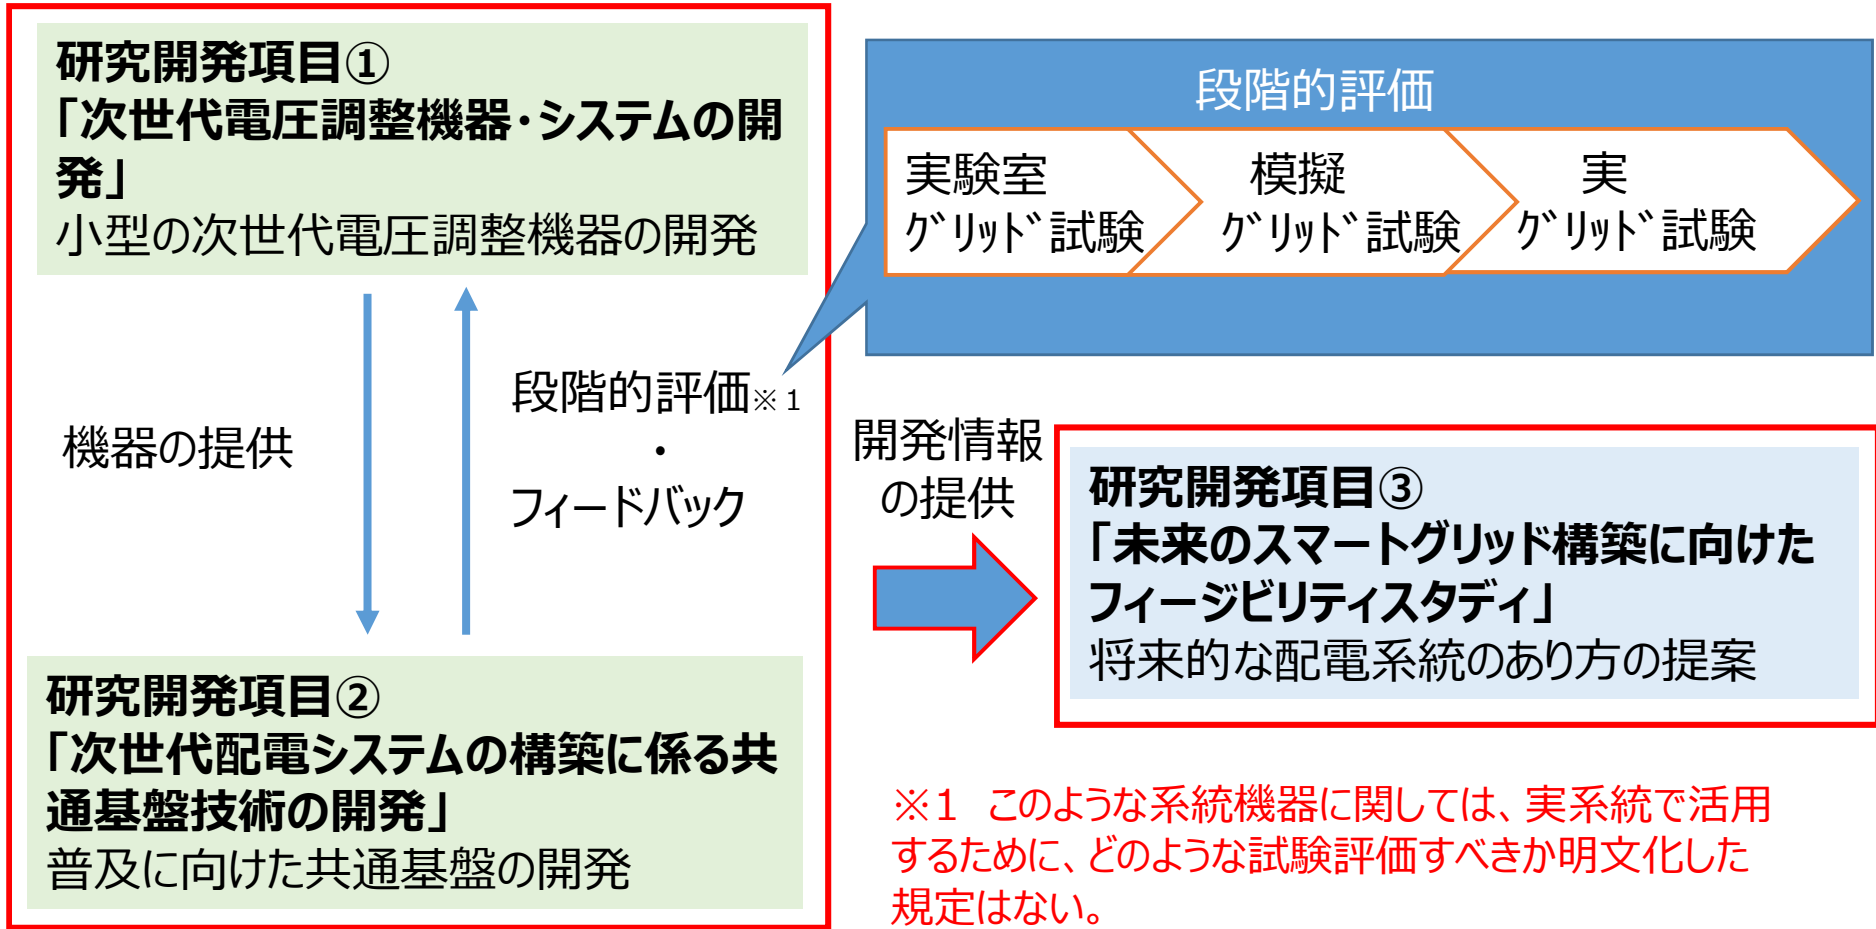 研究開発項目①
「次世代電圧調整機器・システムの開
発」
小型の次世代電圧調整機器の開発
機器の提供
段階的評価※1
・
フィードバック
研究開発項目②
「次世代配電システムの構築に係る共
通基盤技術の開発」
普及に向けた共通基盤の開発
段階的評価
実験室
グリッド試験
模擬
グリッド試験
実
グリッド試験
開発情報
の提供
研究開発項目③
「未来のスマートグリッド構築に向けた
フィージビリティスタディ」
将来的な配電系統のあり方の提案
※1 このような系統機器に関しては、実系統で活用
するために、どのような試験評価すべきか明文化した
規定はない。